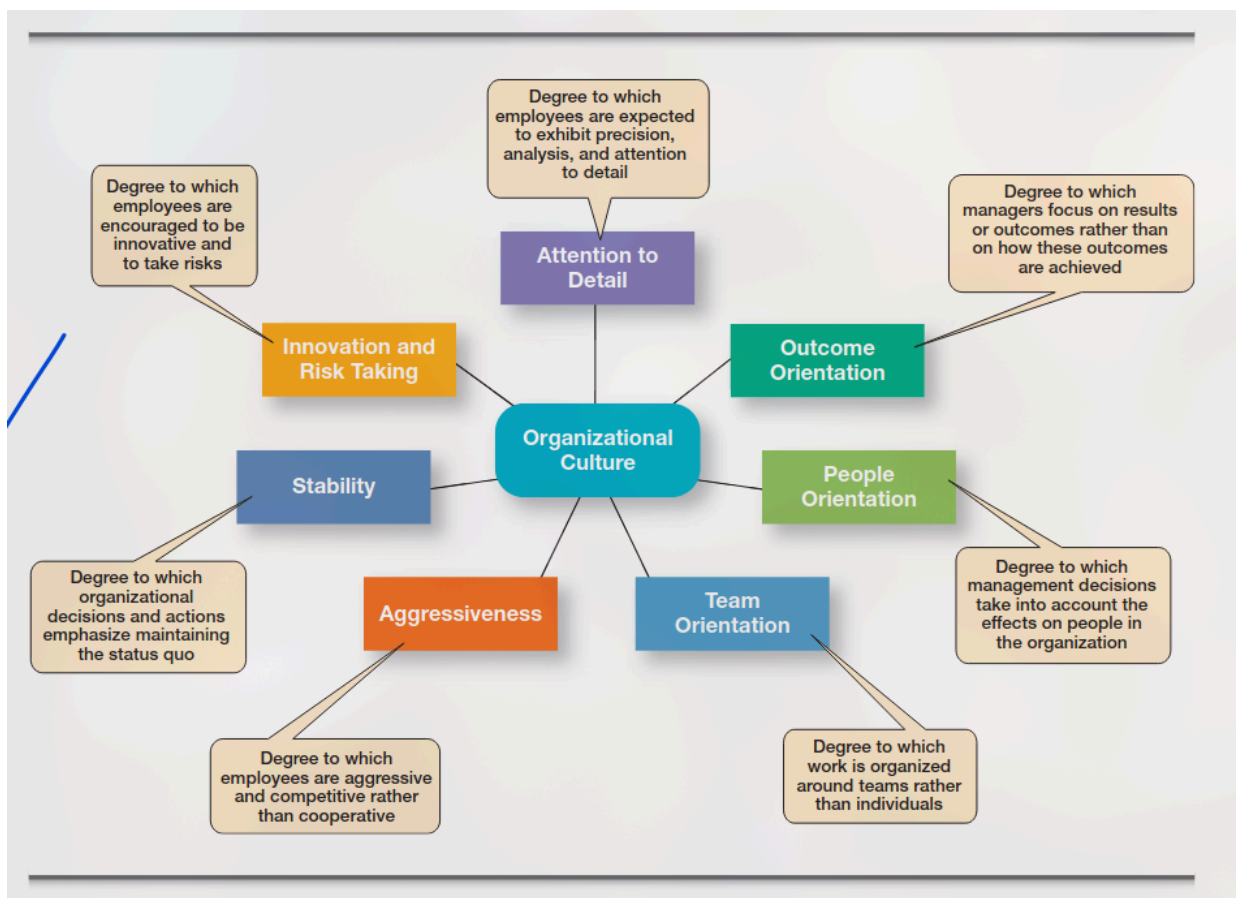 Degree to which
employees are expected
to exhibit precision,
analysis, and attention
to detail
Attention to
Detail
Degree to which
employees are
encouraged to be
innovative and
to take risks
Innovation and
Risk Taking
Degree to which
managers focus on results
or outcomes rather than
on how these outcomes
are achieved
Outcome
Orientation
Organizational
Culture
Stability
Degree to which
organizational
decisions and actions
emphasize maintaining
the status quo
People
Orientation
Degree to which
management decisions
take into account the
effects on people in
the organization
Aggressiveness
Degree to which
employees are aggressive
and competitive rather
than cooperative
Team
Orientation
Degree to which
work is organized
around teams rather
than individuals